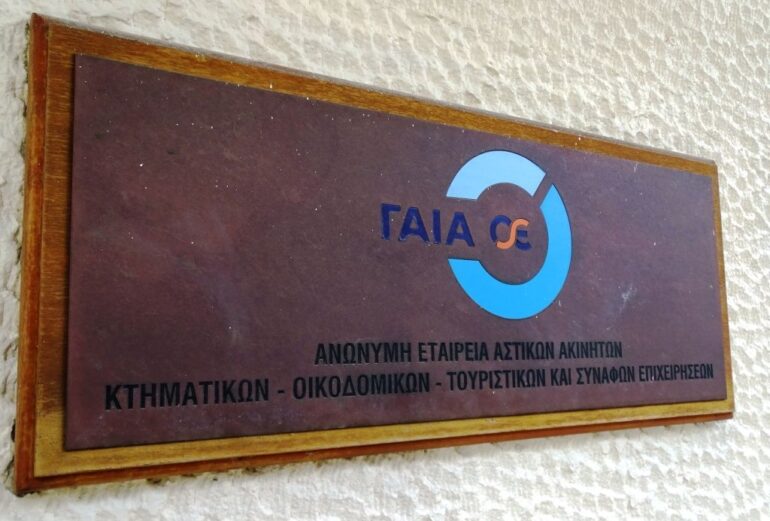 ΓΑΙΑ ΟΣΕ
ΑΝΩΝΥΜΗ ΕΤΑΙΡΕΙΑ ΑΣΤΙΚΩΝ ΑΚΙΝΗΤΩΝ
ΚΤΗΜΑΤΙΚΩΝ - ΟΙΚΟΔΟΜΙΚΩΝ - ΤΟΥΡΙΣΤΙΚΩΝ ΚΑΙ ΣΥΝΑΦΩΝ ΕΠΙΧΕΙΡΗΣΕΩΝ